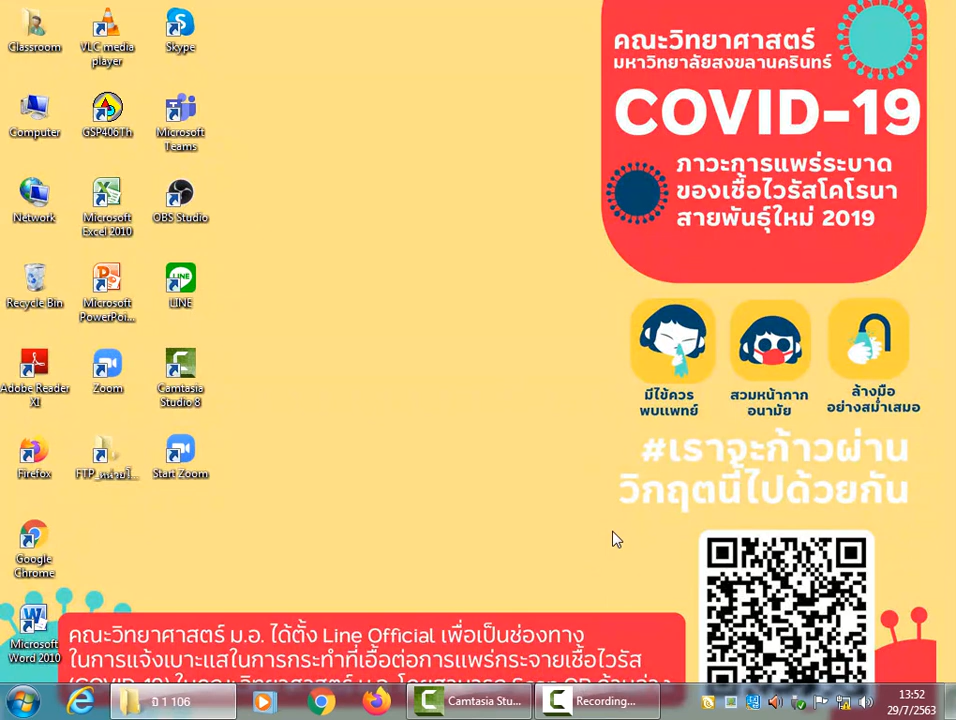 Classroom
VLC media
player
Skype
Computer
GSP406Th
Microsoft
Teams
Network
Microsoft
Excel 2010
OBS Studio
Recycle Bin
Microsoft
PowerPoi...
LINE
Adobe Reader
XI
Zoom
Camtasia
Studio 8
Firefox
Start Zoom
Google
Chrome
Microsoft
Word 2010
คณะวิทยาศาสตร์
มหาวิทยาลัยสงขลานครินทร์
COVID-19
ภาวะการแพร่ระบาด
ของเชื้อไวรัสโคโรนา
สายพันธุ์ใหม่ 2019
มีไข้ควร
พบแพทย์
สวมหน้ากาก
อนามัย
ล้างมือ
อย่างสม่ำเสมอ
#เราจะก้าวผ่าน
วิกฤตนี้ไปด้วยกัน
คณะวิทยาศาสตร์ ม.อ. ได้ตั้ง Line Official เพื่อเป็นช่องทาง
ในการแจ้งเบาะแสในการกระทำที่เอื้อต่อการแพร่กระจายเชื้อไวรัส
ปี 1 106
Camtasia Stu...
Recording...
13:52
29/7/2563